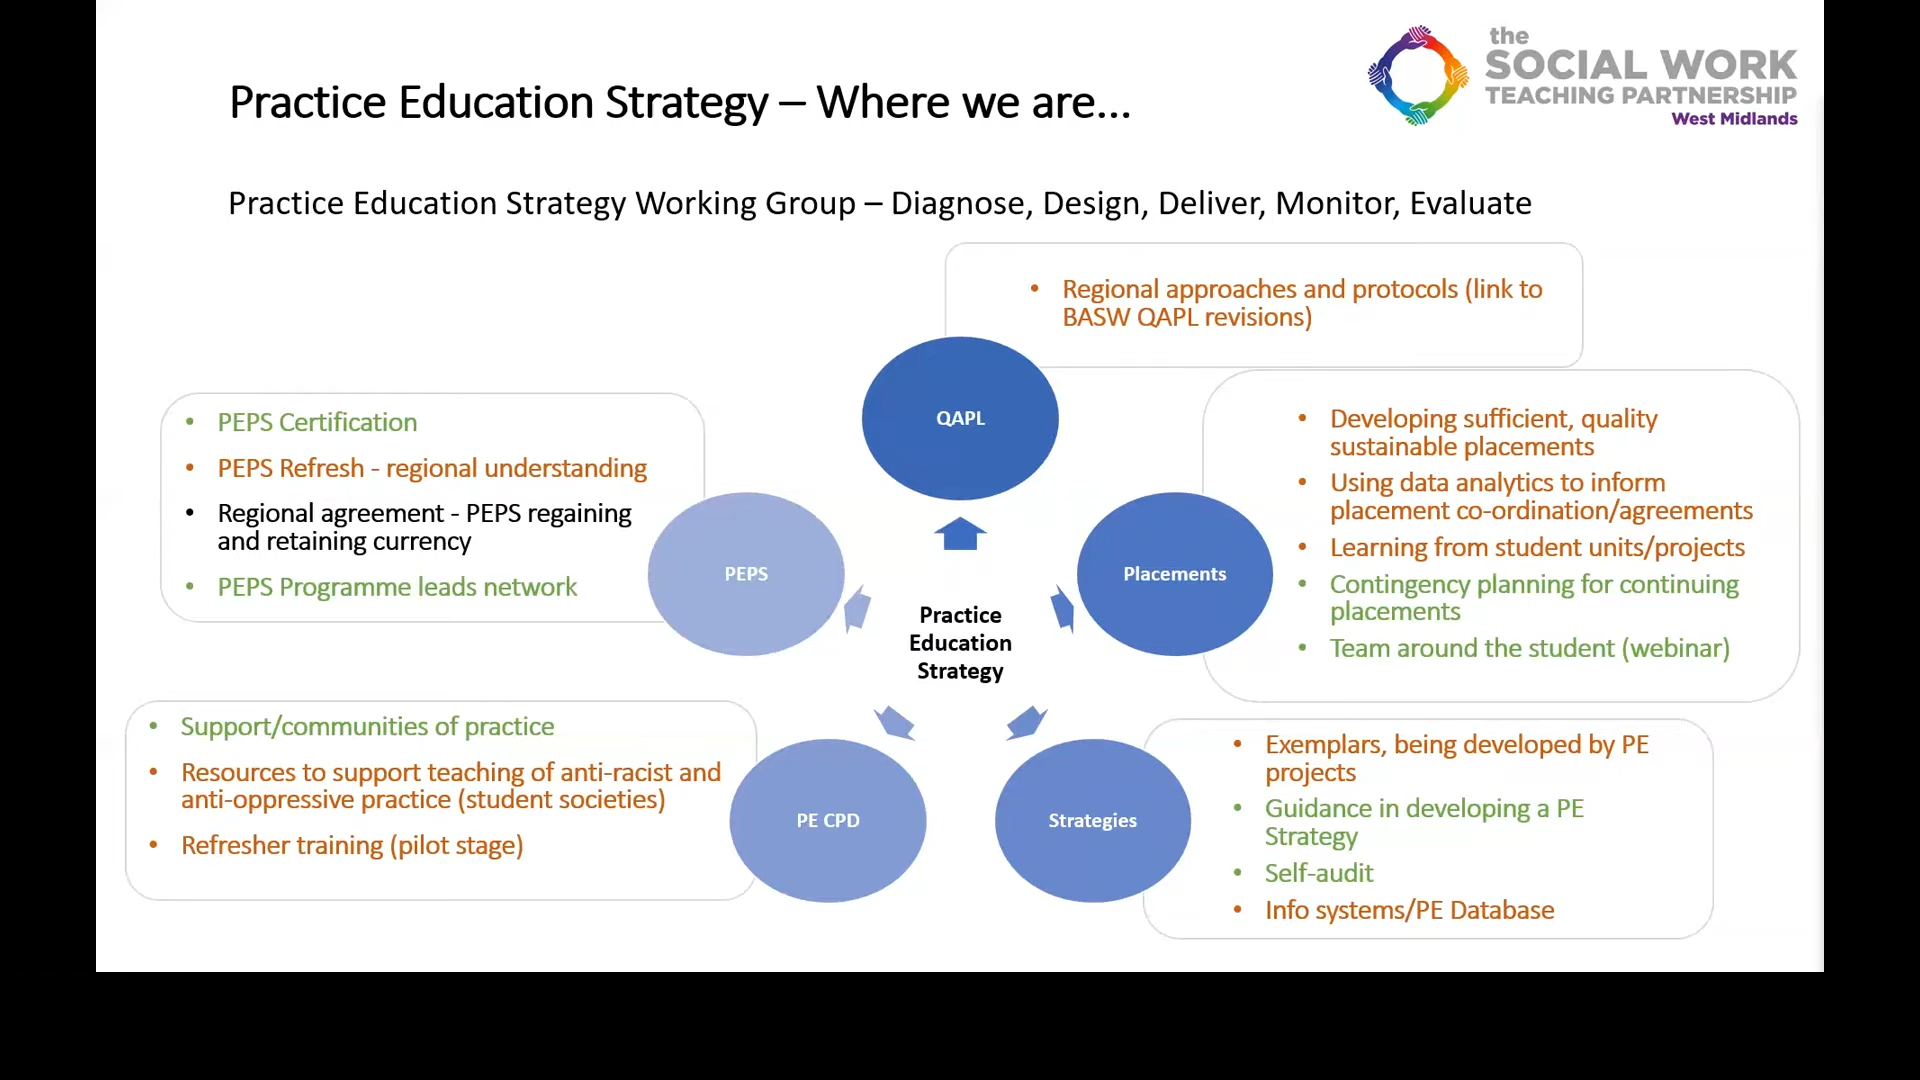 the
SOCIAL WORK
TEACHING PARTNERSHIP
West Midlands
Practice Education Strategy – Where we are...
Practice Education Strategy Working Group – Diagnose, Design, Deliver, Monitor, Evaluate
• Regional approaches and protocols (link to
BASW QAPL revisions)
QAPL
• PEPS Certification
• PEPS Refresh - regional understanding
• Regional agreement - PEPS regaining
and retaining currency
• PEPS Programme leads network
PEPS
Placements
• Developing sufficient, quality
sustainable placements
• Using data analytics to inform
placement co-ordination/agreements
• Learning from student units/projects
• Contingency planning for continuing
placements
• Team around the student (webinar)
Practice
Education
Strategy
• Support/communities of practice
• Resources to support teaching of anti-racist and
anti-oppressive practice (student societies)
• Refresher training (pilot stage)
PE CPD
Strategies
• Exemplars, being developed by PE
projects
• Guidance in developing a PE
Strategy
• Self-audit
• Info systems/PE Database